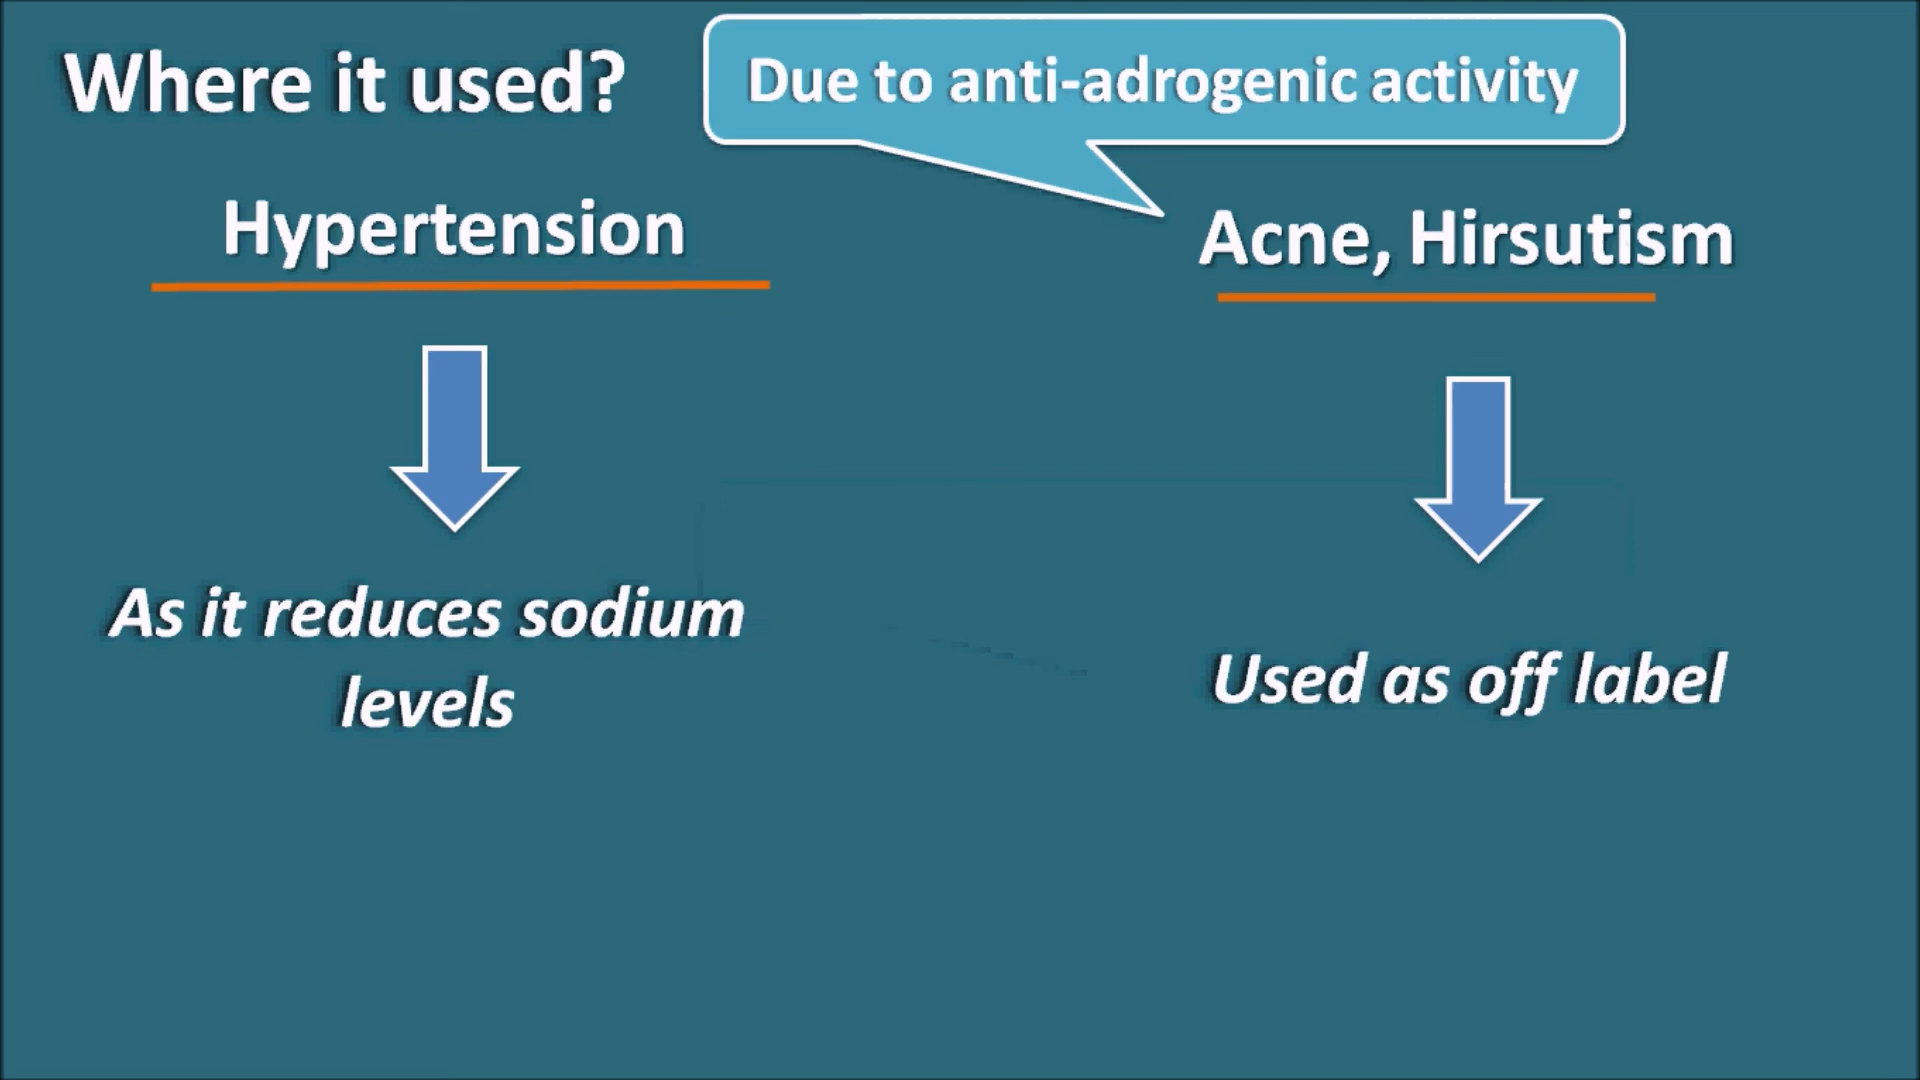 Where it used?
Due to anti-adrogenic activity
Hypertension
Acne, Hirsutism
As it reduces sodium
levels
Used as off label